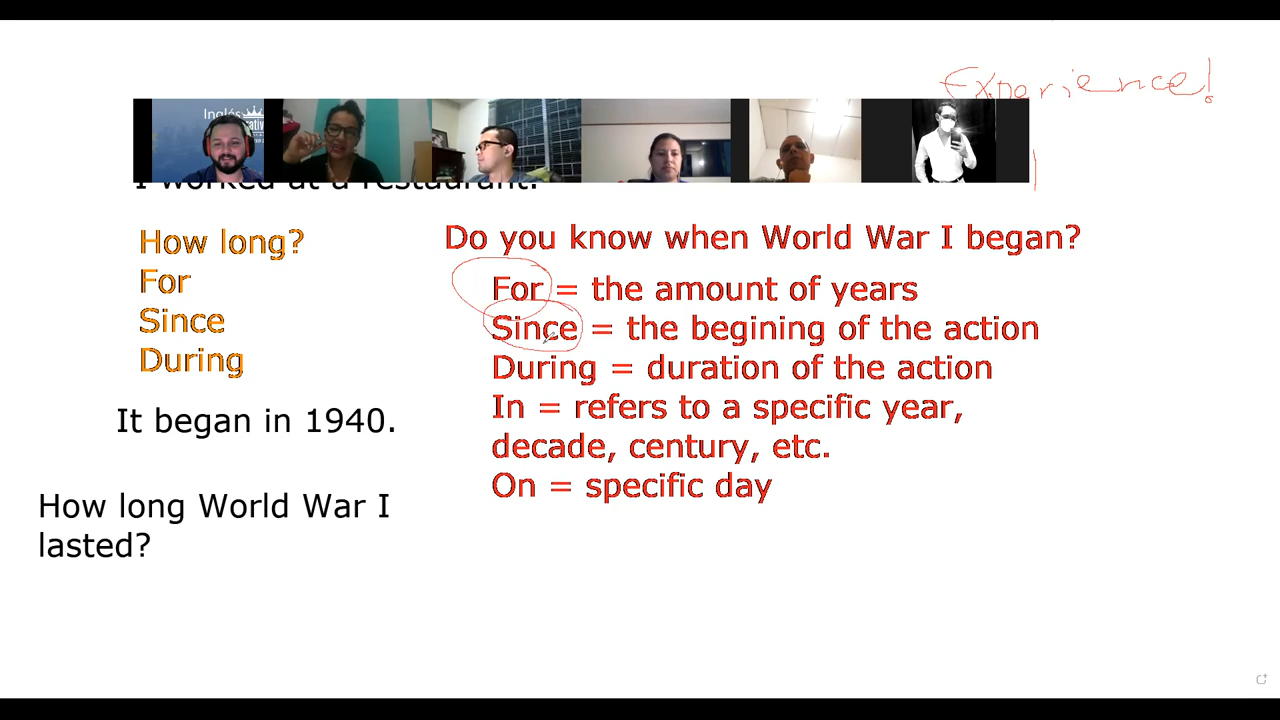 Experience!
Inglés
I worked at a restaurant.
How long?
For
Since
During
Do you know when World War I began?
For = the amount of years
Since = the begining of the action
During = duration of the action
In = refers to a specific year,
decade, century, etc.
On = specific day
It began in 1940.
How long World War I
lasted?